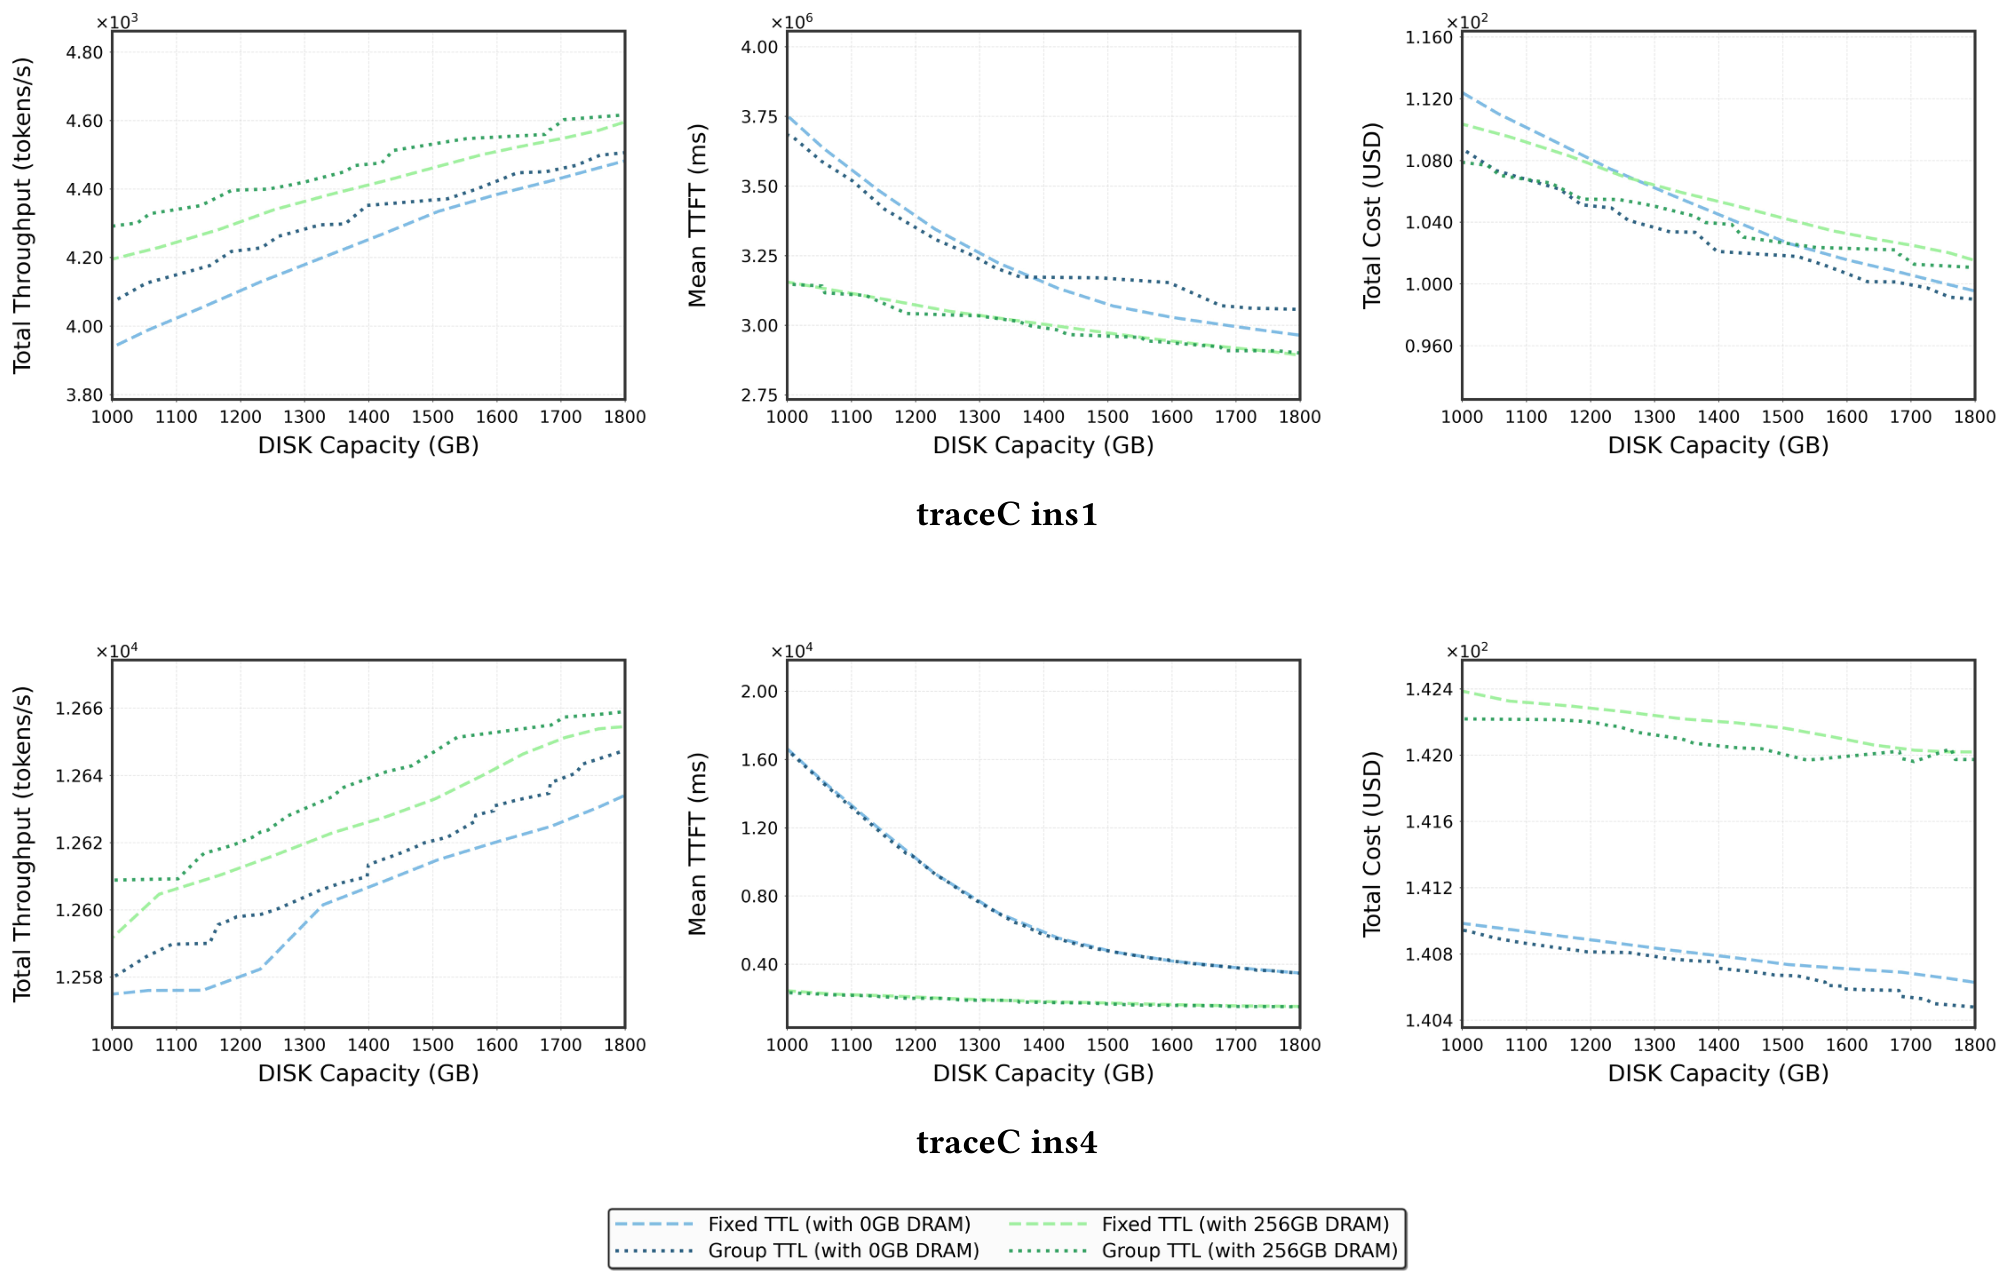 ×10³
4.80
4.60
4.40
4.20
4.00
3.80
Total Throughput (tokens/s)
1000 1100 1200 1300 1400 1500 1600 1700 1800
DISK Capacity (GB)
×10⁶
4.00
3.75
3.50
3.25
3.00
2.75
Mean TTFT (ms)
1000 1100 1200 1300 1400 1500 1600 1700 1800
DISK Capacity (GB)
×10²
1.160
1.120
1.080
1.040
1.000
0.960
Total Cost (USD)
1000 1100 1200 1300 1400 1500 1600 1700 1800
DISK Capacity (GB)
traceC ins1
×10⁴
1.266
1.264
1.262
1.260
1.258
Total Throughput (tokens/s)
1000 1100 1200 1300 1400 1500 1600 1700 1800
DISK Capacity (GB)
×10⁴
2.00
1.60
1.20
0.80
0.40
Mean TTFT (ms)
1000 1100 1200 1300 1400 1500 1600 1700 1800
DISK Capacity (GB)
×10²
1.424
1.420
1.416
1.412
1.408
1.404
Total Cost (USD)
1000 1100 1200 1300 1400 1500 1600 1700 1800
DISK Capacity (GB)
traceC ins4
Fixed TTL (with 0GB DRAM) Fixed TTL (with 256GB DRAM)
Group TTL (with 0GB DRAM) Group TTL (with 256GB DRAM)